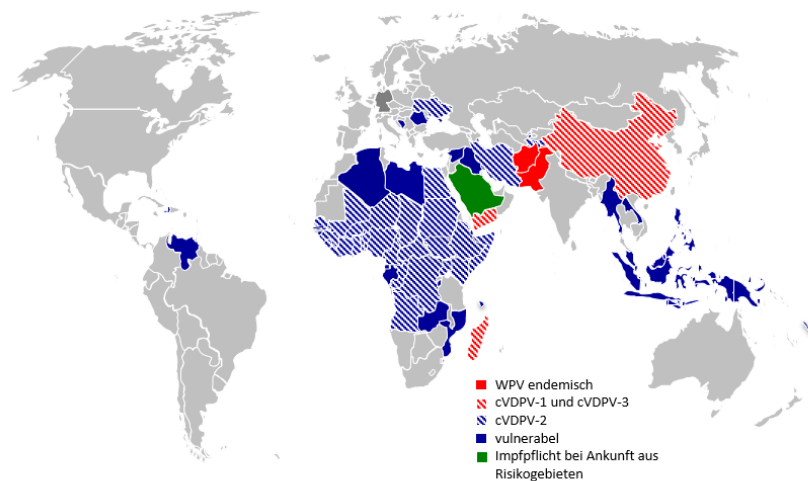 WPV endemisch
cVDPV-1 und cVDPV-3
cVDPV-2
vulnerabel
Impfpflicht bei Ankunft aus
Risikogebieten